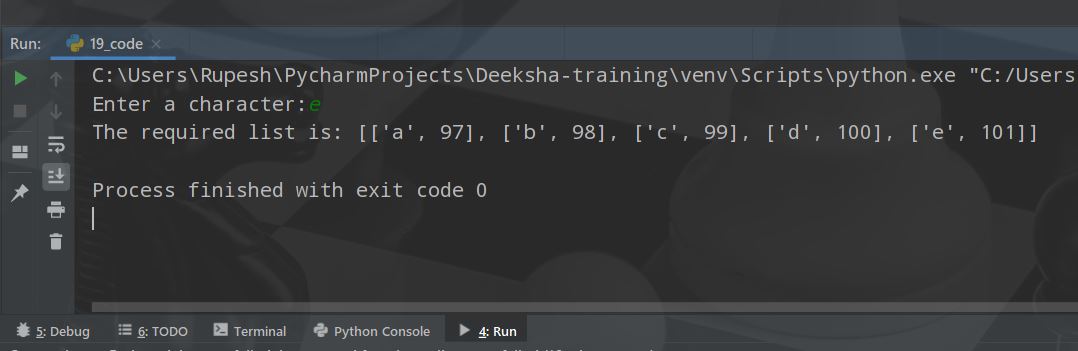 Run: 19_code
C:\Users\Rupesh\PycharmProjects\Deeksha-training\venv\Scripts\python.exe "C:/Users
Enter a character:e
The required list is: [['a', 97], ['b', 98], ['c', 99], ['d', 100], ['e', 101]]
Process finished with exit code 0
5: Debug 6: TODO Terminal Python Console 4: Run